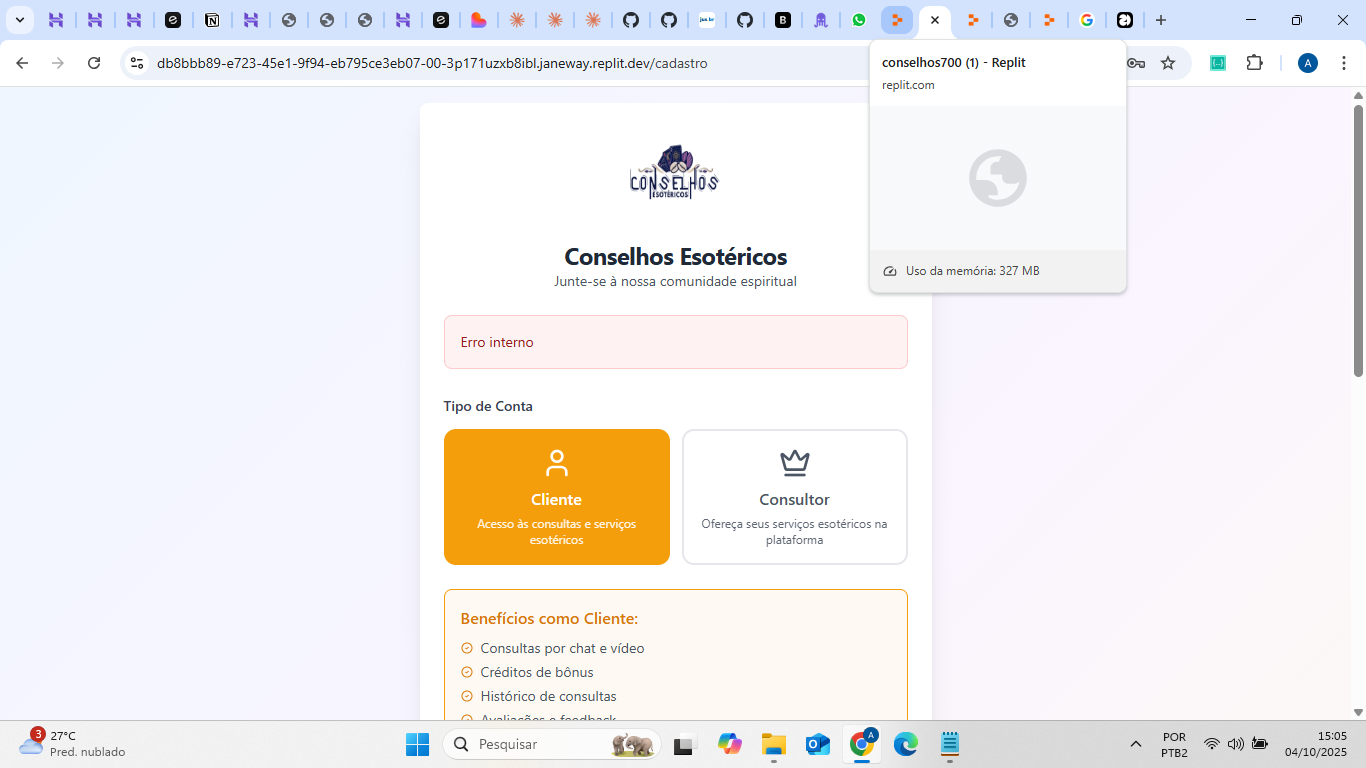 db8bbb89-e723-45e1-9f94-eb795ce3eb07-00-3p171uzxb8ibl.janeway.replit.dev/cadastro
A
conselhos700 (1) - Replit
replit.com
Uso da memória: 327 MB
CONSELHOS
ESOTÉRICOS
Conselhos Esotéricos
Junte-se à nossa comunidade espiritual
Erro interno
Tipo de Conta
Cliente
Acesso às consultas e serviços
esotéricos
Consultor
Ofereça seus serviços esotéricos na
plataforma
Benefícios como Cliente:
Consultas por chat e vídeo
Créditos de bônus
Histórico de consultas
Avaliações e feedback
3
27°C
Pred. nublado
Pesquisar
A
POR
PTB2
15:05
04/10/2025